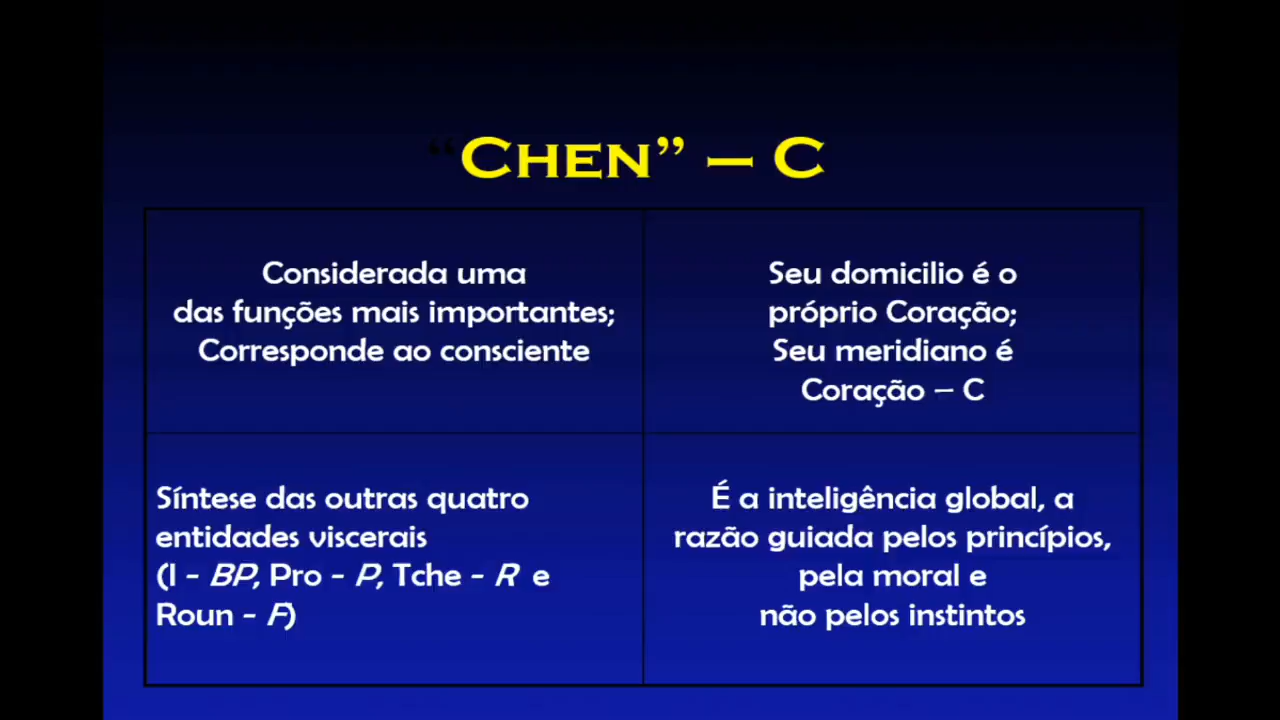 “Chen” – C
Considerada uma
das funções mais importantes;
Corresponde ao consciente
Seu domicilio é o
próprio Coração;
Seu meridiano é
Coração – C
Síntese das outras quatro
entidades viscerais
(I - BP, Pro - P, Tche - R e
Roun - F)
É a inteligência global, a
razão guiada pelos princípios,
pela moral e
não pelos instintos